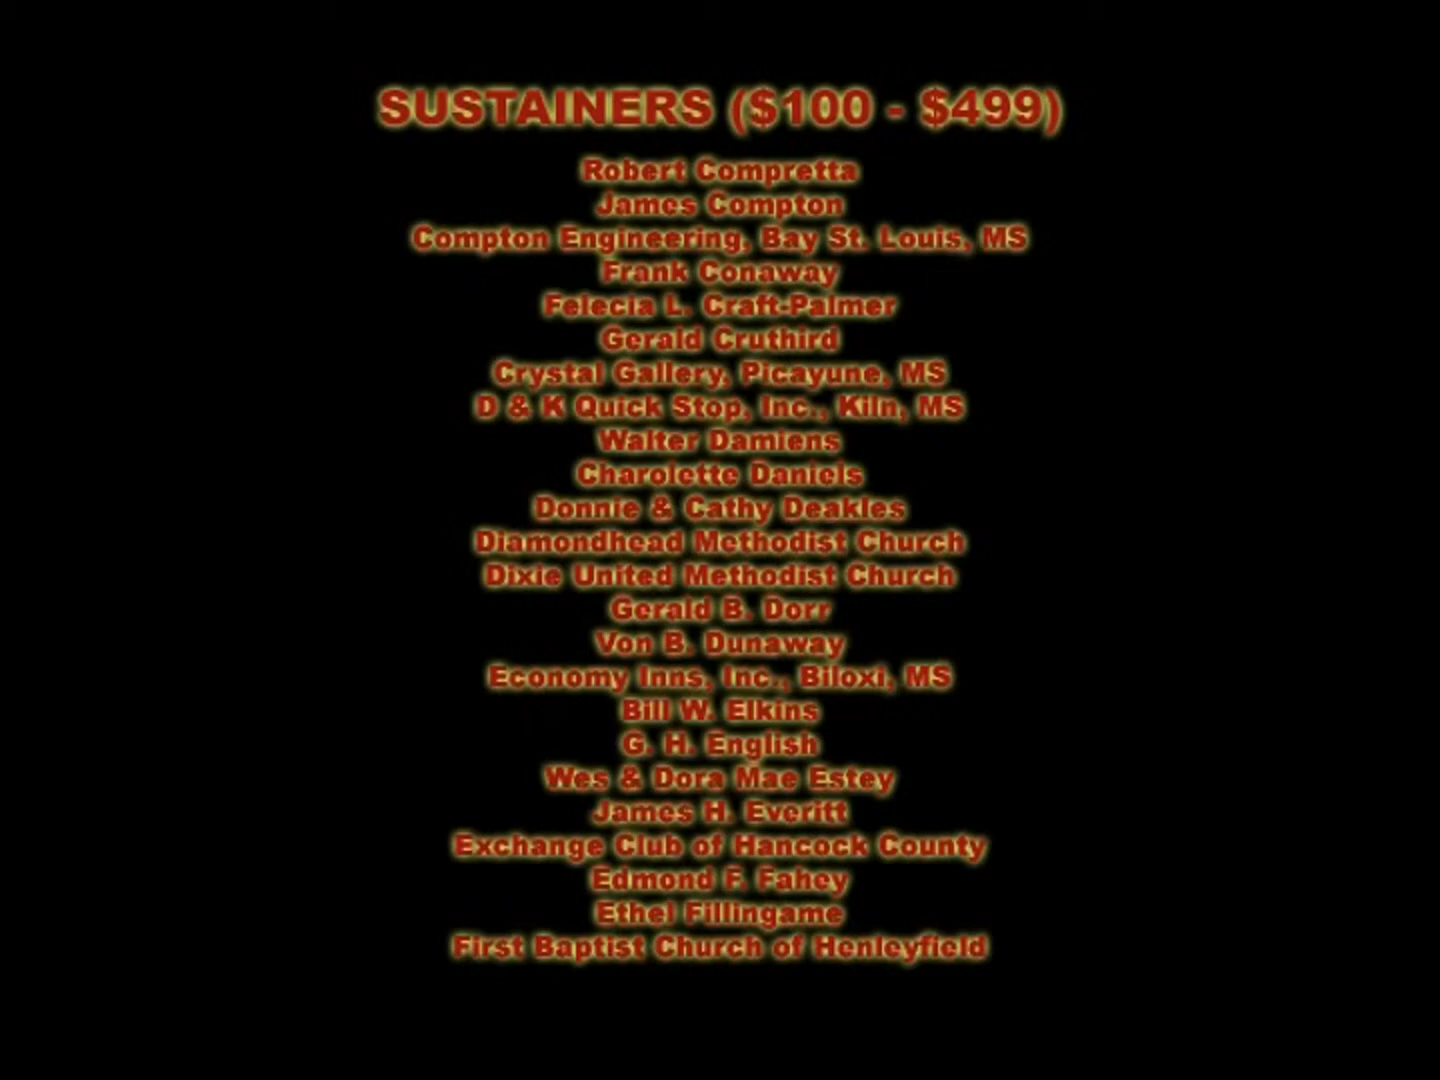 SUSTAINERS ($100 - $499)
Robert Compretta
James Compton
Compton Engineering, Bay St. Louis, MS
Frank Conaway
Felecia L. Craft-Palmer
Gerald Cruthird
Crystal Gallery, Picayune, MS
D & K Quick Stop, Inc., Kiln, MS
Walter Damiens
Charolette Daniels
Donnie & Cathy Deakles
Diamondhead Methodist Church
Dixie United Methodist Church
Gerald B. Dorr
Von B. Dunaway
Economy Inns, Inc., Biloxi, MS
Bill W. Elkins
G. H. English
Wes & Dora Mae Estey
James H. Everitt
Exchange Club of Hancock County
Edmond F. Fahey
Ethel Fillingame
First Baptist Church of Henleyfield